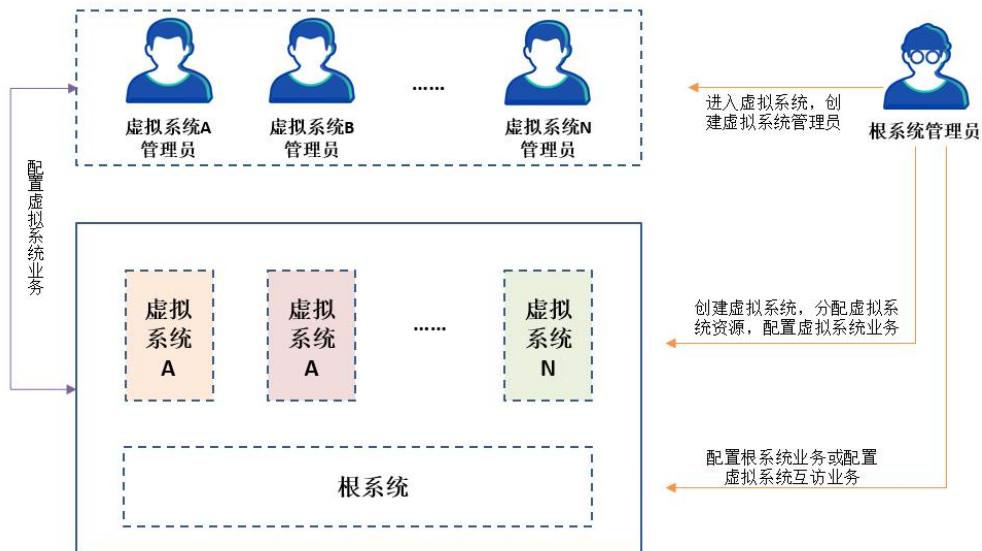 虚拟系统A
管理员
虚拟系统B
管理员
......
虚拟系统N
管理员
进入虚拟系统，创
建虚拟系统管理员
根系统管理员
配置虚拟系统业务
虚拟
系统
A
虚拟
系统
A
......
虚拟
系统
N
创建虚拟系统，分配虚拟系
统资源，配置虚拟系统业务
根系统
配置根系统业务或配置
虚拟系统互访业务